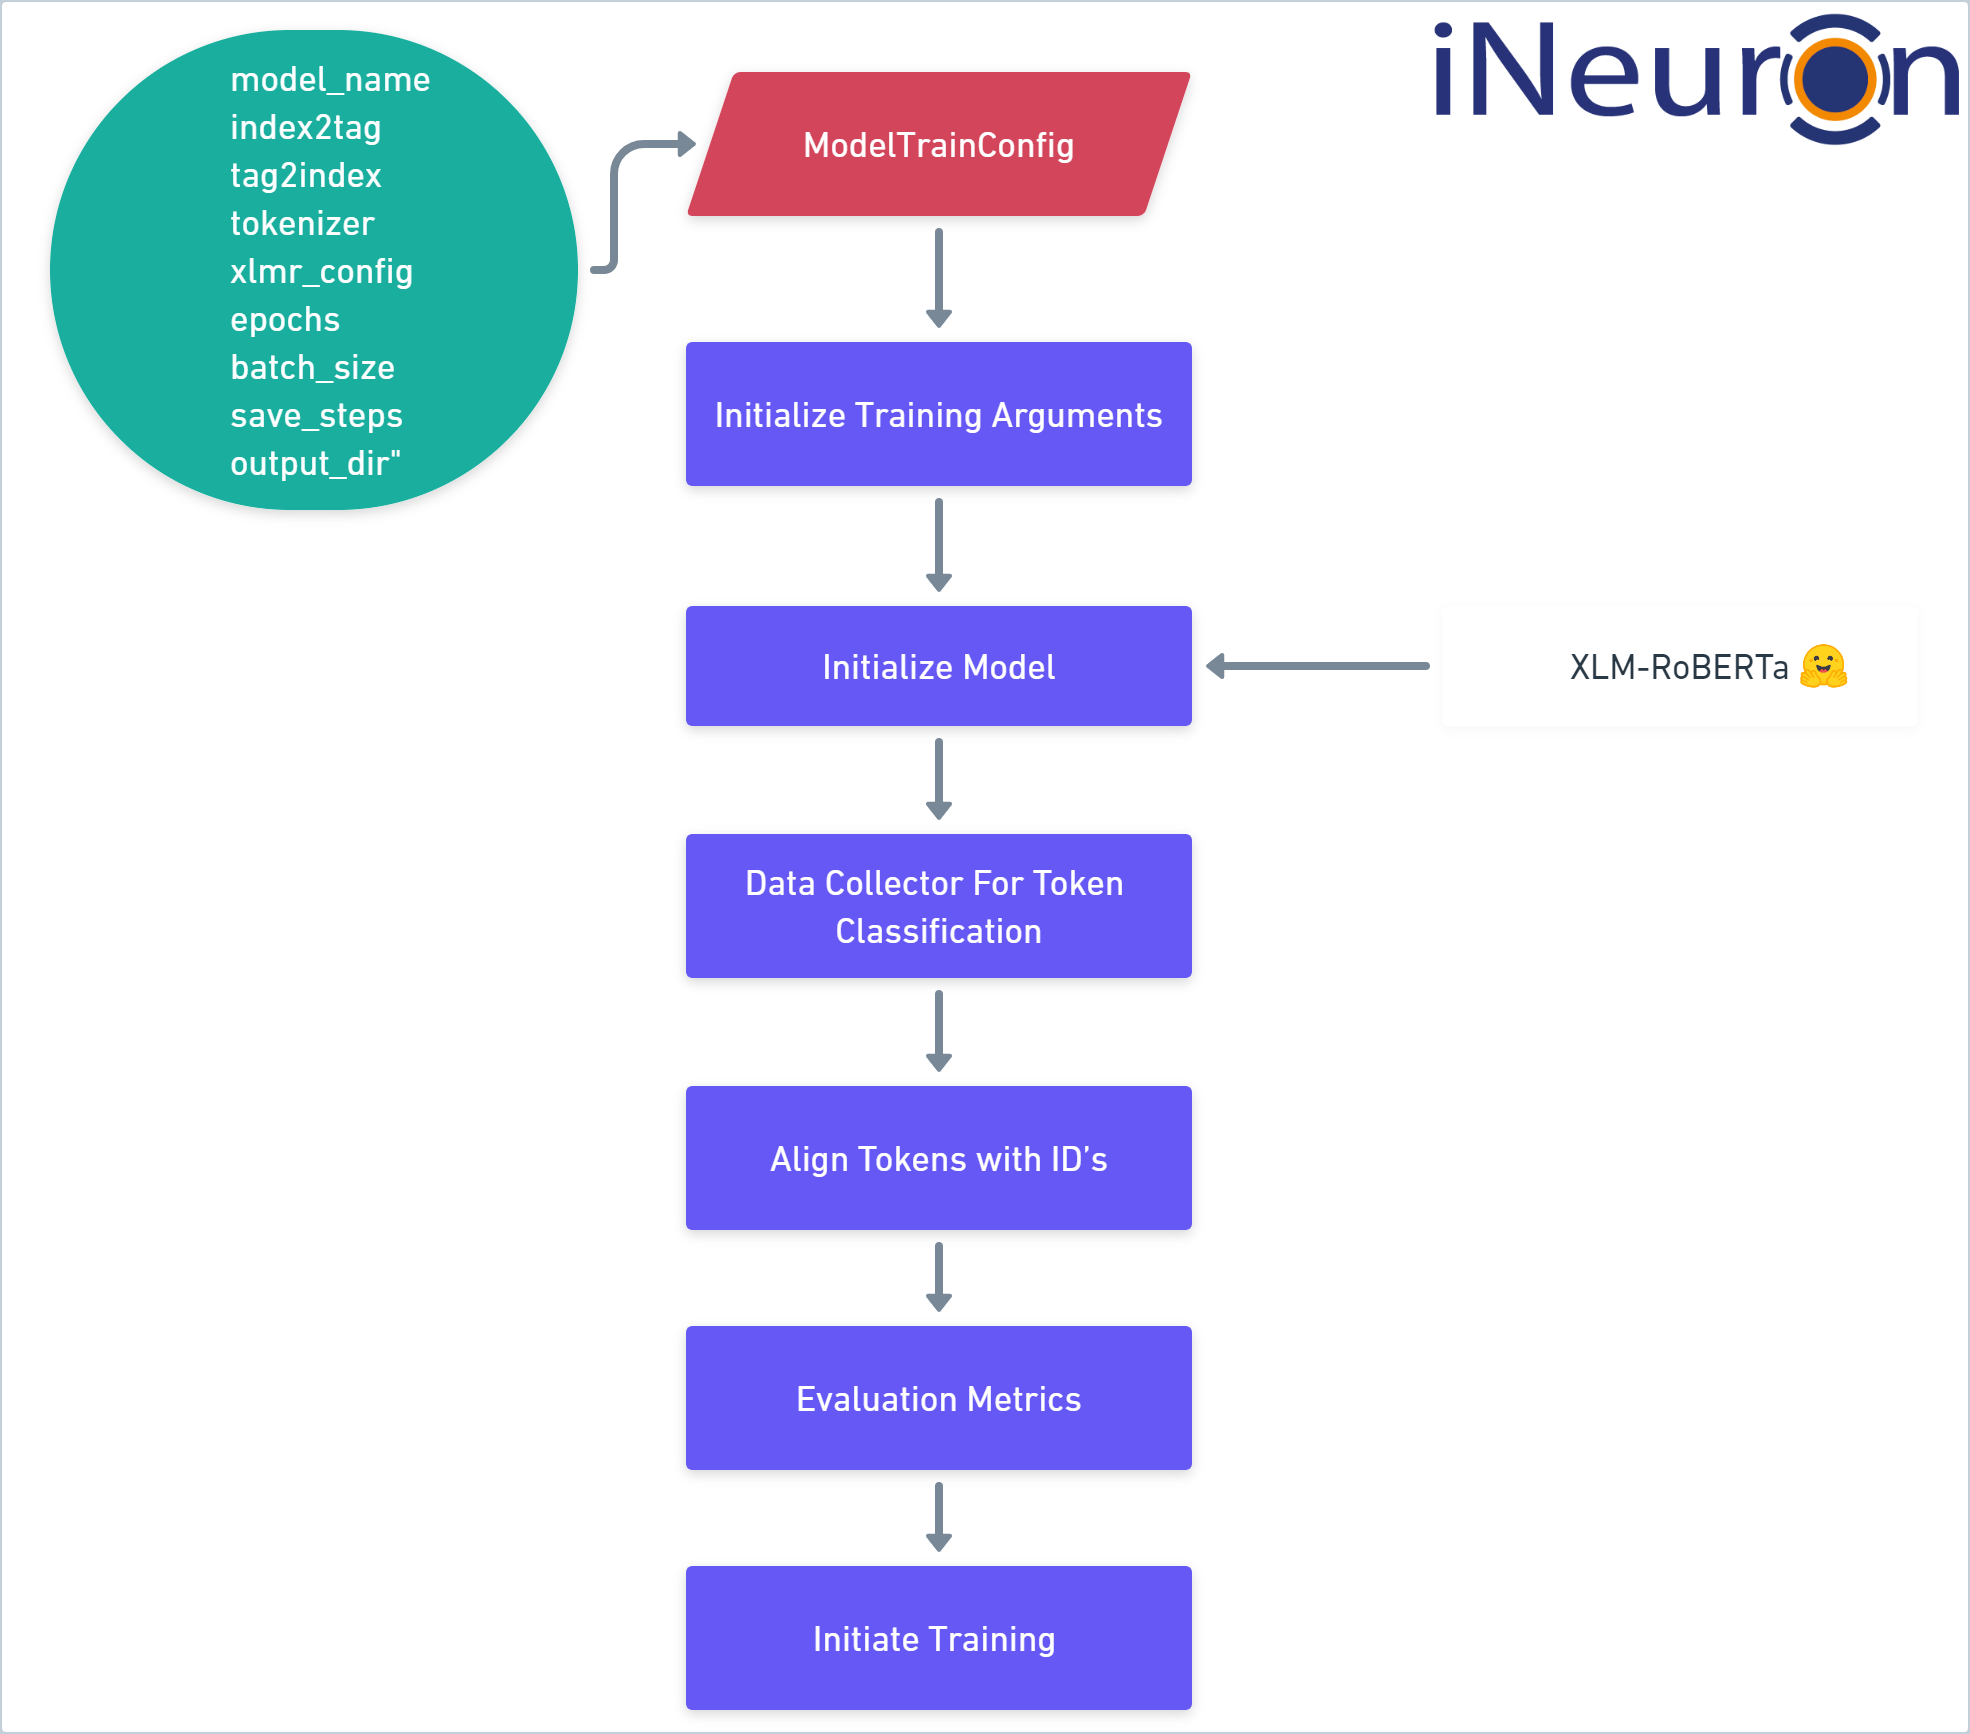 iNeuron
model_name
index2tag
tag2index
tokenizer
xlmr_config
epochs
batch_size
save_steps
output_dir"
ModelTrainConfig
Initialize Training Arguments
Initialize Model
XLM-RoBERTa 🤗
Data Collector For Token
Classification
Align Tokens with ID’s
Evaluation Metrics
Initiate Training